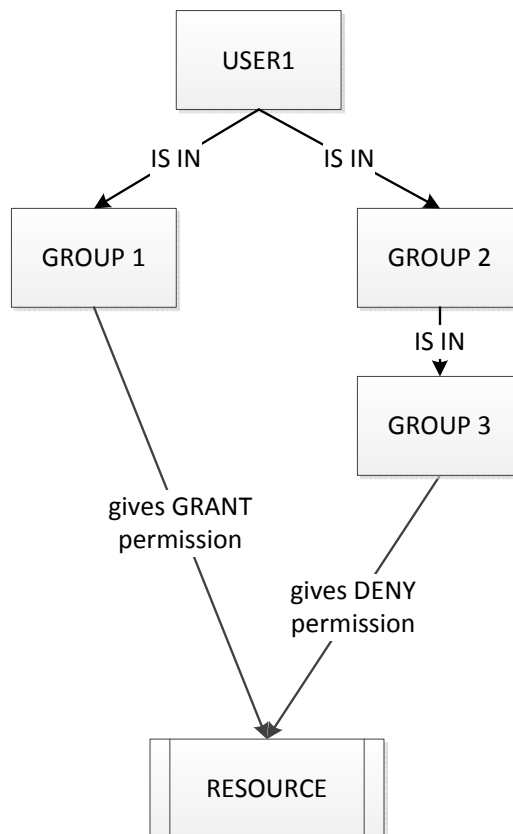 USER1
IS IN
IS IN
GROUP 1
GROUP 2
IS IN
GROUP 3
gives GRANT
permission
gives DENY
permission
RESOURCE